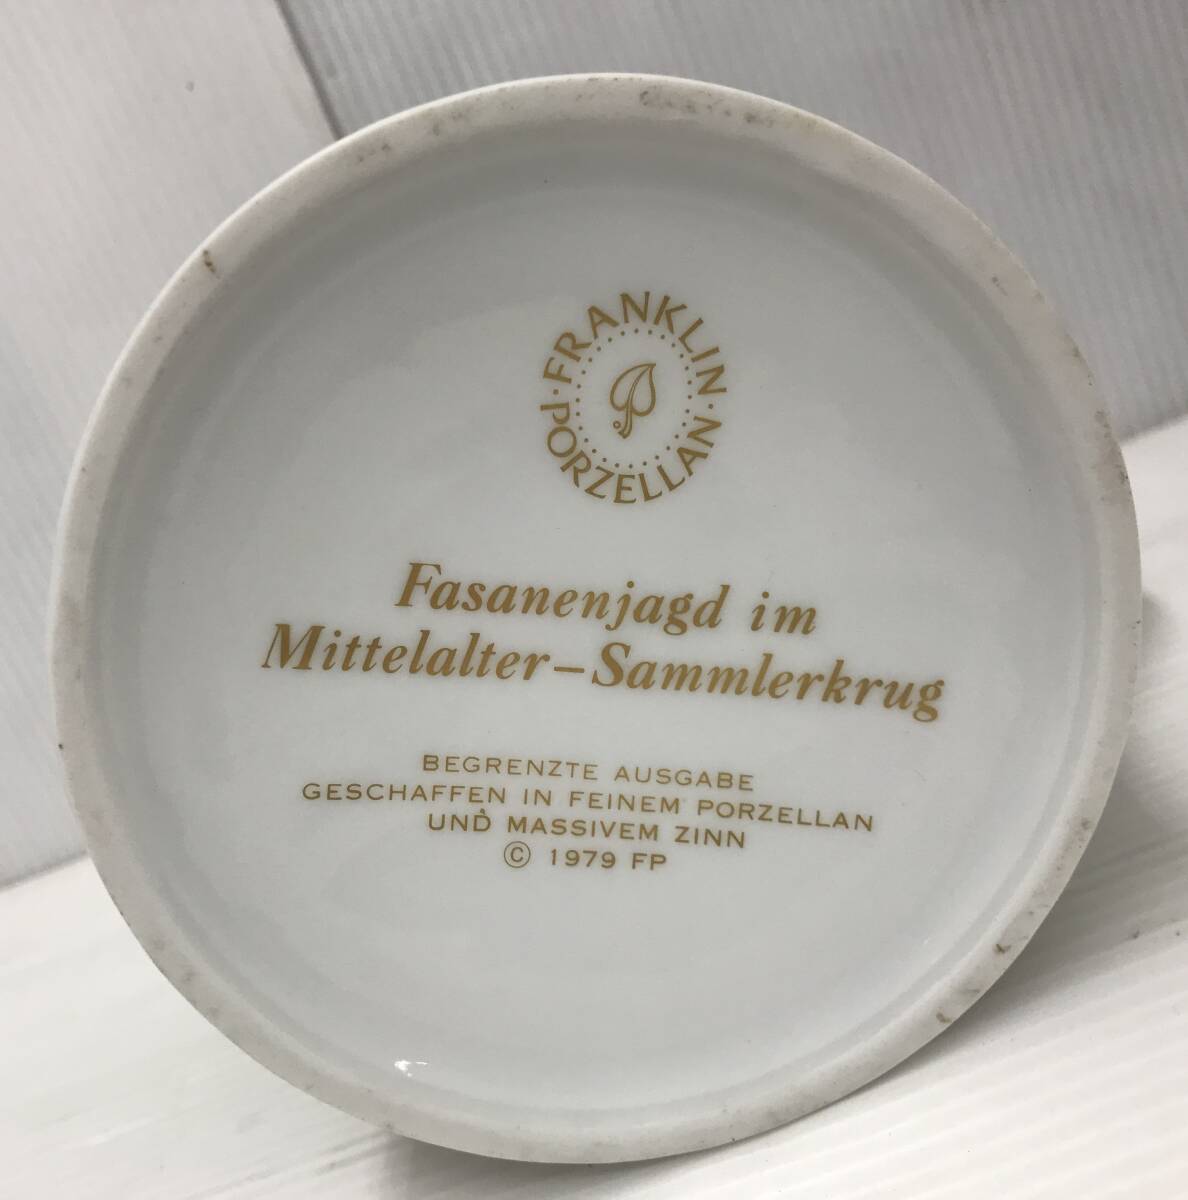 · FRANKLIN ·
PORZELLAN
Fasanenjagd im
Mittelalter – Sammlerkrug
BEGRENZTE AUSGABE
GESCHAFFEN IN FEINEM PORZELLAN
UND MASSIVEM ZINN
© 1979 FP